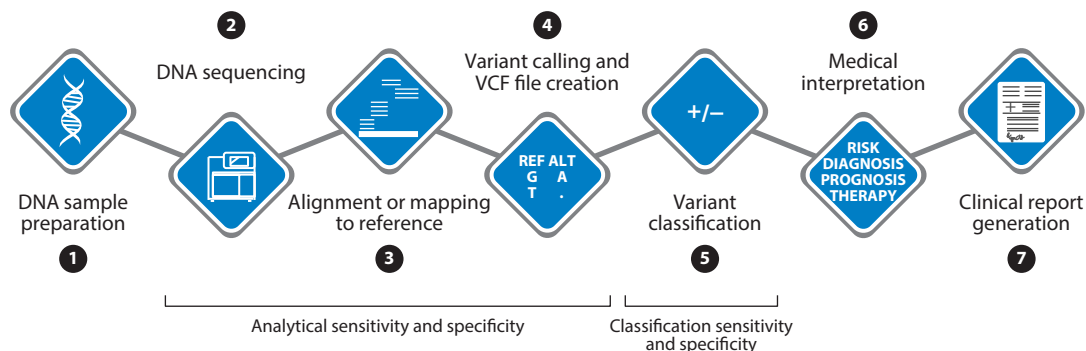 2
DNA sequencing
4
Variant calling and
VCF file creation
6
Medical
interpretation
+/–
REF ALT
G A
T .
RISK
DIAGNOSIS
PROGNOSIS
THERAPY
DNA sample
preparation
1
Alignment or mapping
to reference
3
Variant
classification
5
Clinical report
generation
7
Analytical sensitivity and specificity
Classification sensitivity
and specificity